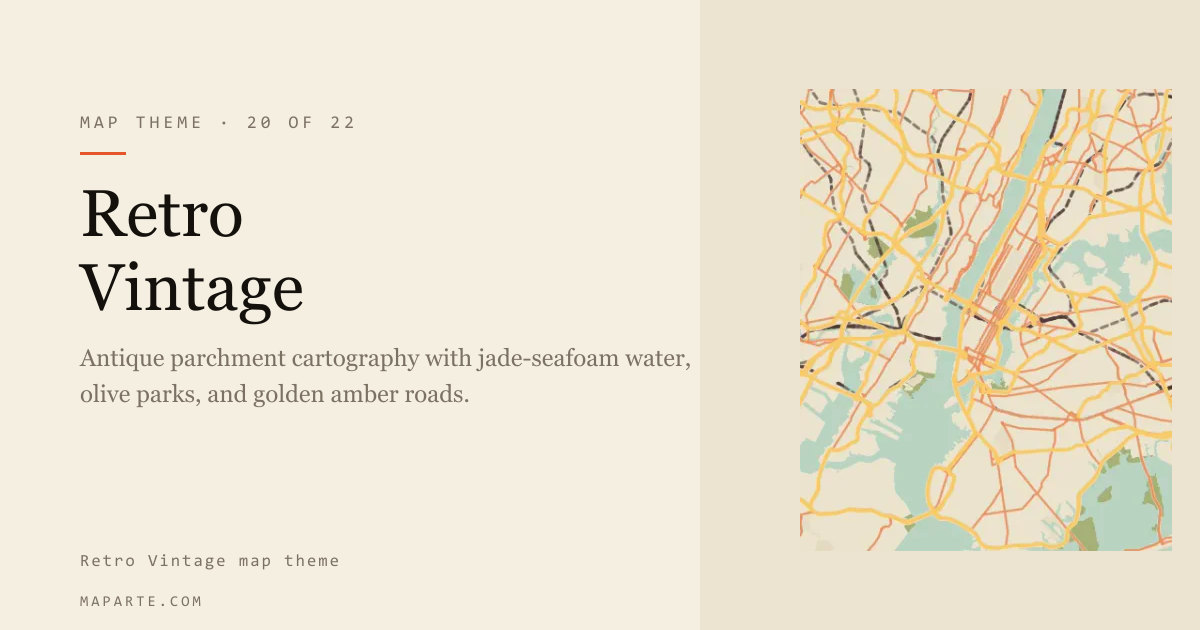 MAP THEME · 20 OF 22
Retro
Vintage
Antique parchment cartography with jade-seafoam water,
olive parks, and golden amber roads.
Retro Vintage map theme
MAPARTE.COM